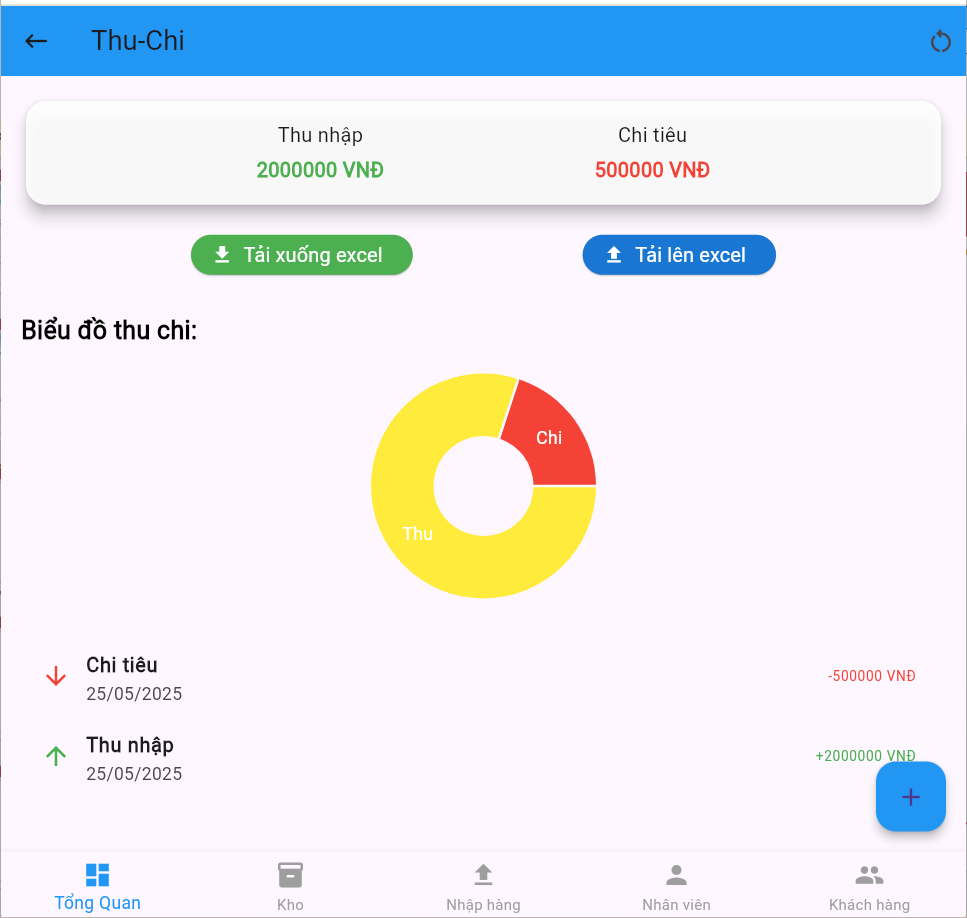 Thu-Chi
Thu nhập
Chi tiêu
2000000 VNĐ
500000 VNĐ
Tải xuống excel
Tải lên excel
Biểu đồ thu chi:
Chi
Thu
Chi tiêu
25/05/2025
-500000 VNĐ
Thu nhập
25/05/2025
+2000000 VNĐ
Tổng Quan
Kho
Nhập hàng
Nhân viên
Khách hàng